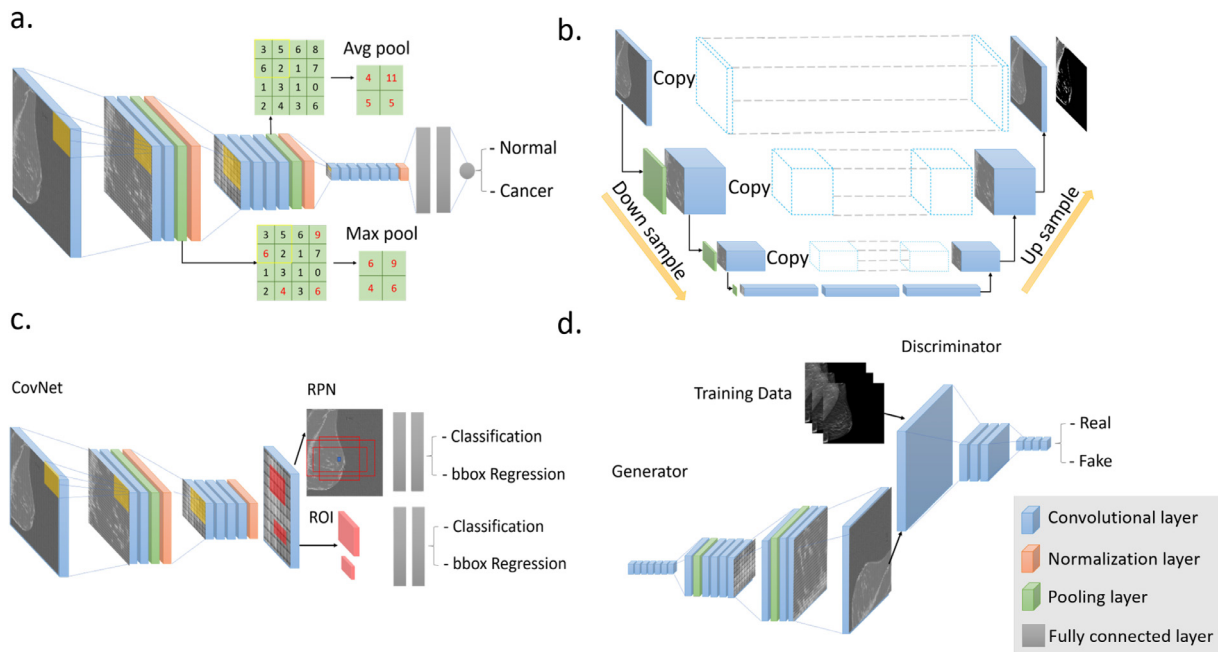 a.
3 5 6 8
6 2 1 7
1 3 1 0
2 4 3 6
Avg pool
4 11
5 5
- Normal
- Cancer
3 5 6 9
6 2 1 7
1 3 1 0
2 4 3 6
Max pool
6 9
4 6
b.
Copy
Copy
Copy
Down sample
Up sample
c.
CovNet
RPN
- Classification
- bbox Regression
ROI
- Classification
- bbox Regression
d.
Discriminator
Training Data
- Real
- Fake
Generator
Convolutional layer
Normalization layer
Pooling layer
Fully connected layer